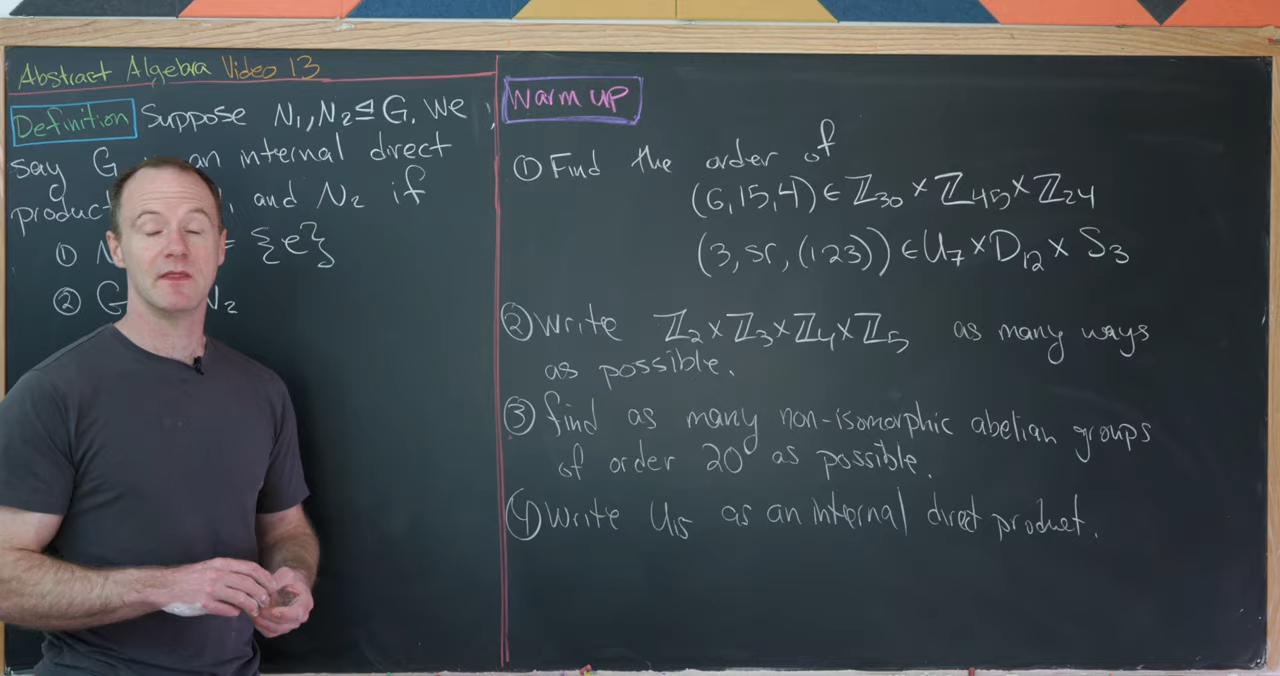 Abstract Algebra Video 13
Definition Suppose N₁, N₂ ⊴ G. We
say G an internal direct
product and N₂ if
① N = {e}
② G N₂
Warm up
① Find the order of
(6, 15, 4) ∈ ℤ₃₀ × ℤ₄₅ × ℤ₂₄
(3, sr, (123)) ∈ U₇ × D₁₂ × S₃
② Write ℤ₂ × ℤ₃ × ℤ₄ × ℤ₅ as many ways
as possible.
③ find as many non-isomorphic abelian groups
of order 20 as possible.
④ Write U₁₅ as an internal direct product.